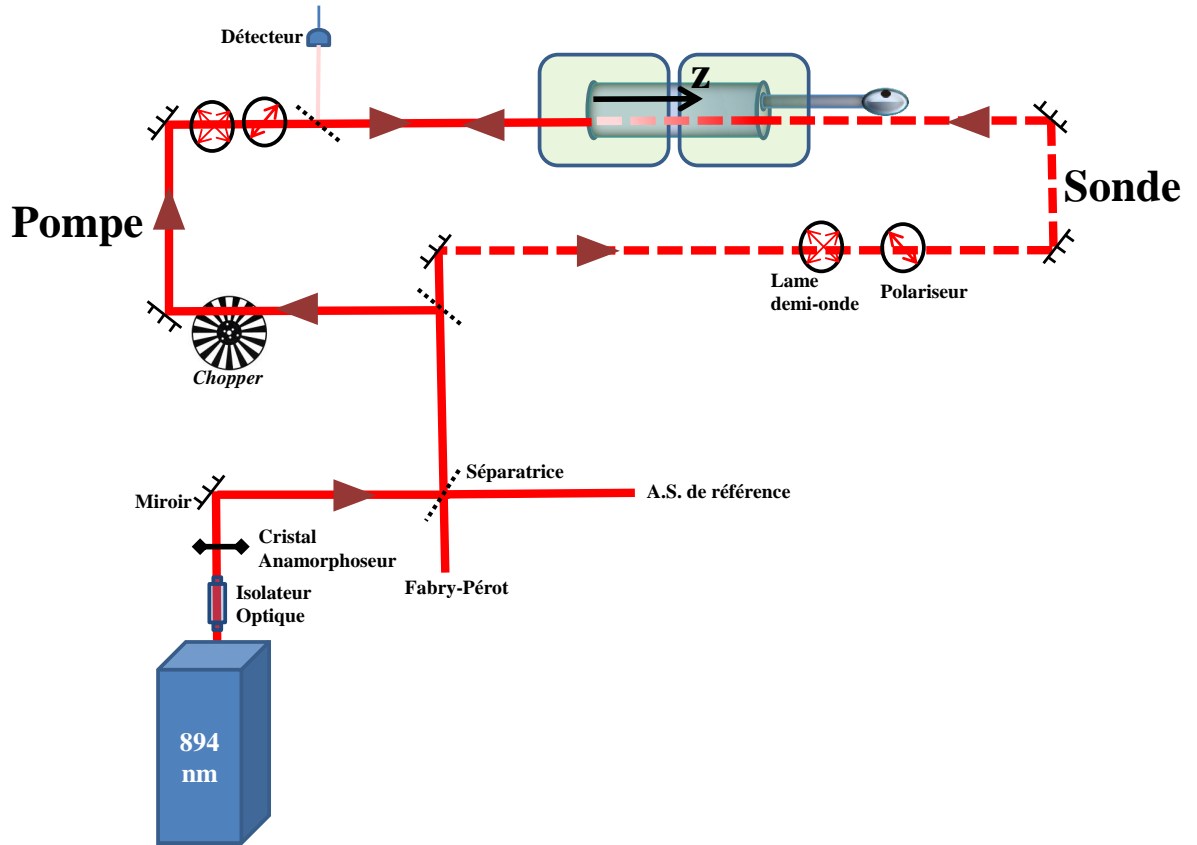 Détecteur
z
Pompe
Sonde
Lame
demi-onde
Polariseur
Chopper
Séparatrice
Miroir
A.S. de référence
Cristal
Anamorphoseur
Fabry-Pérot
Isolateur
Optique
894
nm